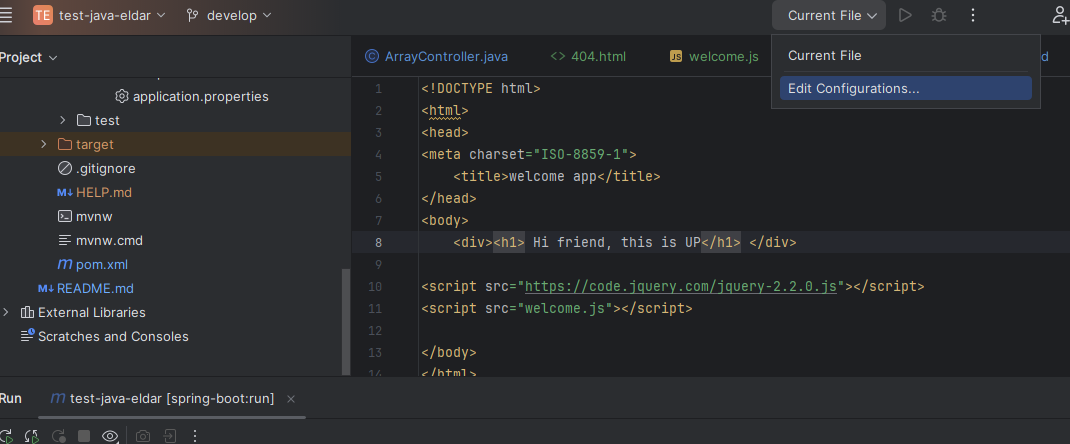 TE test-java-eldar develop Current File
Project
ArrayController.java <> 404.html JS welcome.js d
Current File
Edit Configurations...
application.properties
test
target
.gitignore
M↓ HELP.md
mvnw
mvnw.cmd
m pom.xml
M↓ README.md
External Libraries
Scratches and Consoles
1 <!DOCTYPE html>
2 <html>
3 <head>
4 <meta charset="ISO-8859-1">
5 <title>welcome app</title>
6 </head>
7 <body>
8 <div><h1> Hi friend, this is UP</h1> </div>
9
10 <script src="https://code.jquery.com/jquery-2.2.0.js"></script>
11 <script src="welcome.js"></script>
12
13 </body>
14 </html>
Run m test-java-eldar [spring-boot:run]